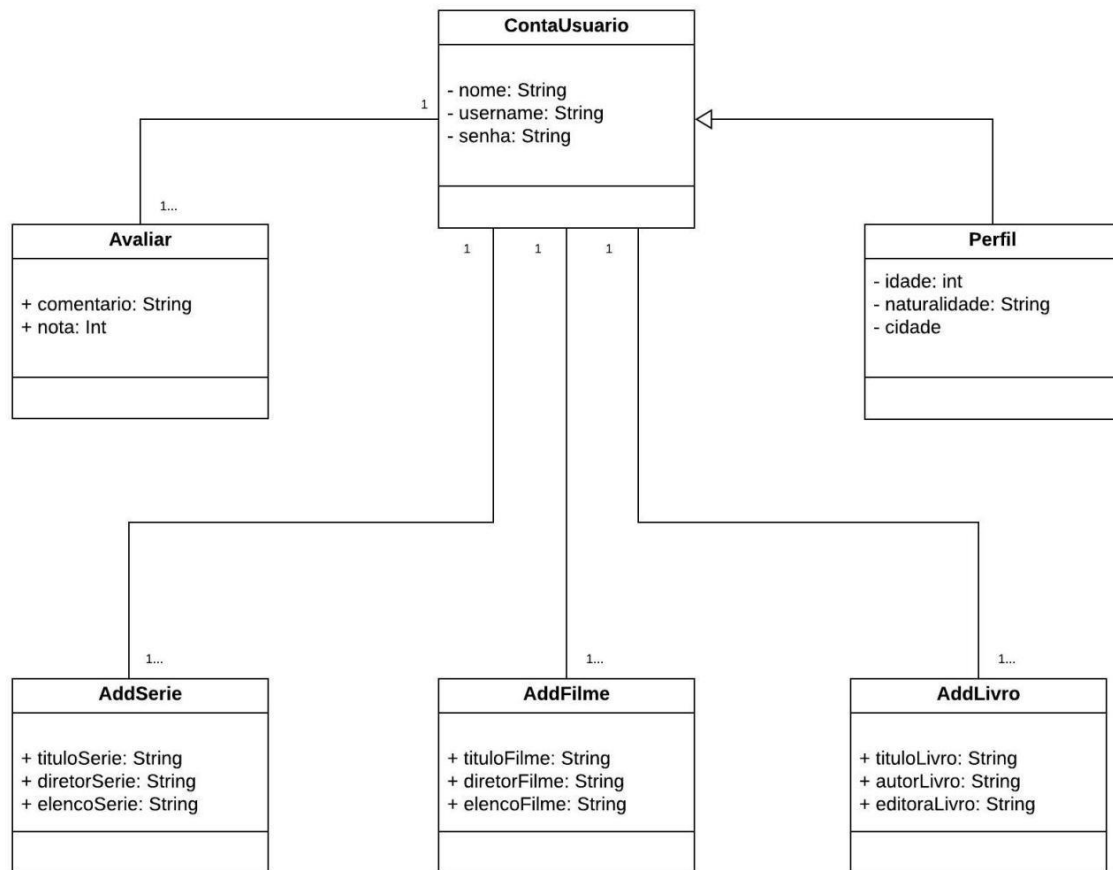 ContaUsuario
- nome: String
- username: String
- senha: String
1
1...
Avaliar
+ comentario: String
+ nota: Int
1
1
1
Perfil
- idade: int
- naturalidade: String
- cidade
1...
AddSerie
+ tituloSerie: String
+ diretorSerie: String
+ elencoSerie: String
1...
AddFilme
+ tituloFilme: String
+ diretorFilme: String
+ elencoFilme: String
1...
AddLivro
+ tituloLivro: String
+ autorLivro: String
+ editoraLivro: String